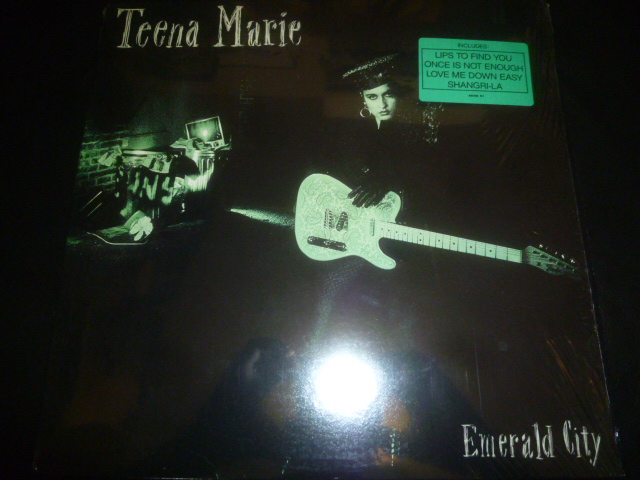 Teena Marie
INCLUDES:
LIPS TO FIND YOU
ONCE IS NOT ENOUGH
LOVE ME DOWN EASY
SHANGRI-LA
Emerald City